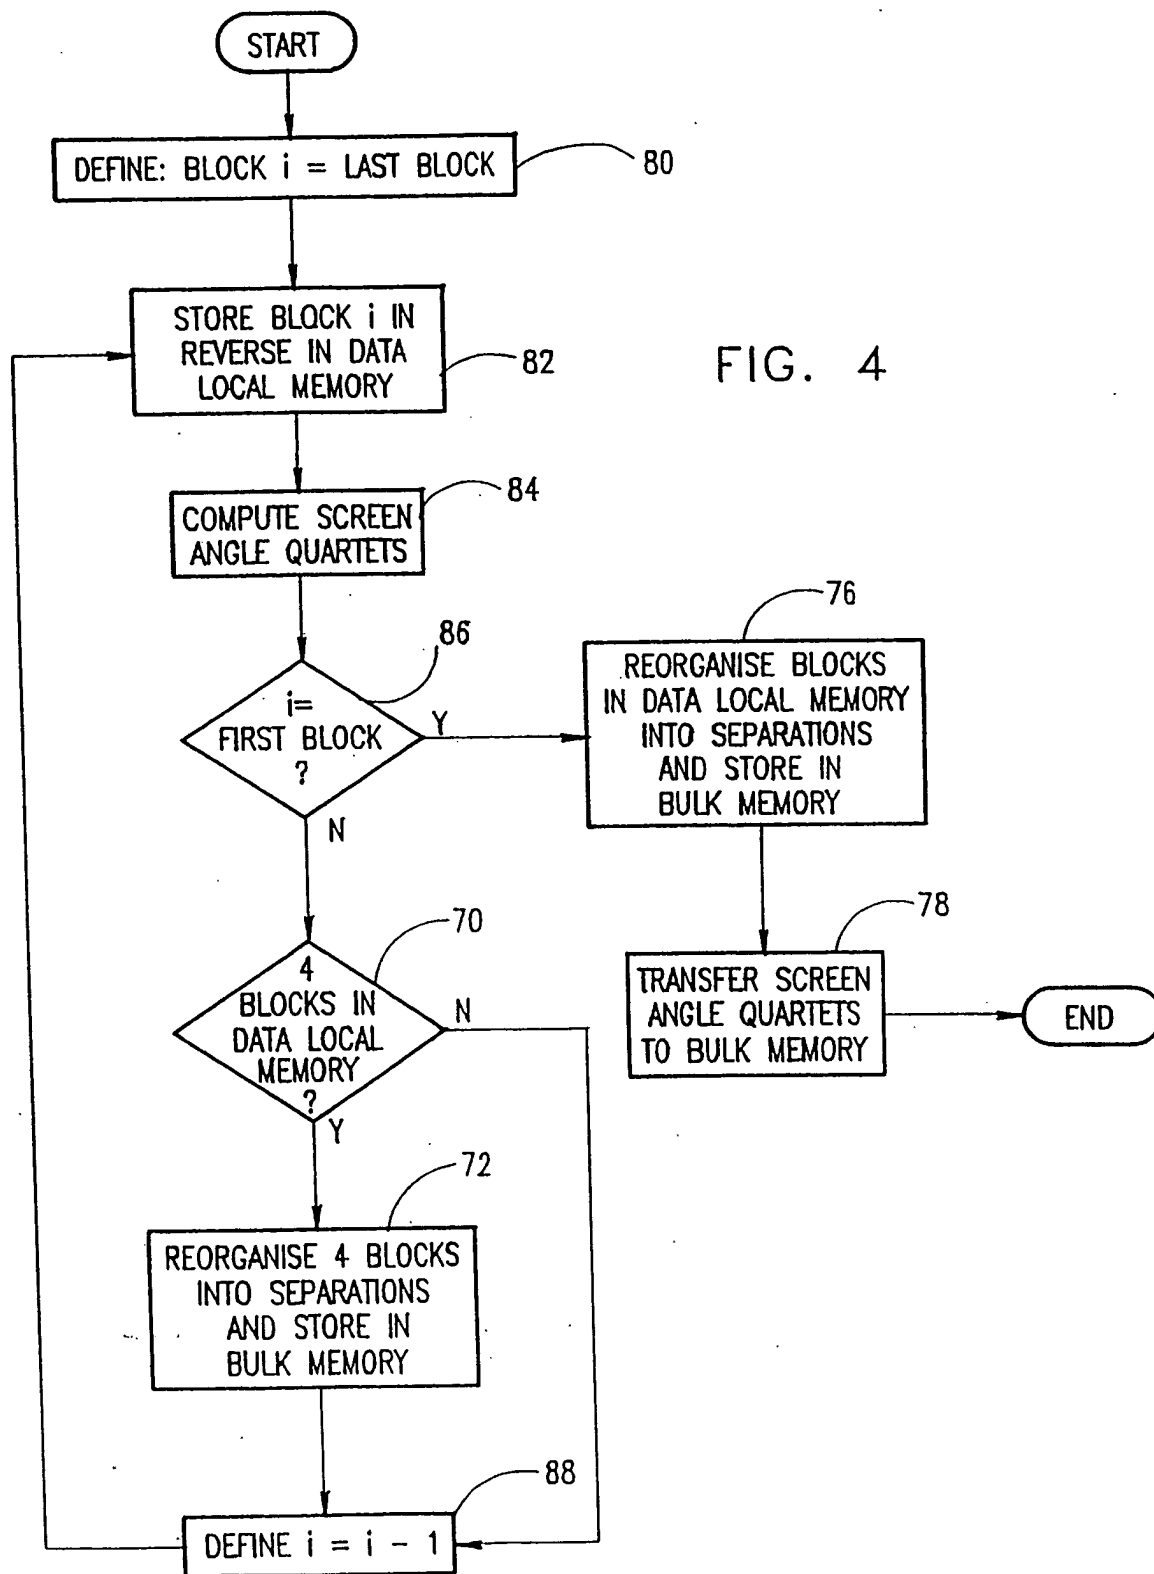 START
DEFINE: BLOCK i = LAST BLOCK
80
STORE BLOCK i IN
REVERSE IN DATA
LOCAL MEMORY
82
FIG. 4
COMPUTE SCREEN
ANGLE QUARTETS
84
i=
FIRST BLOCK
?
86
Y
N
REORGANISE BLOCKS
IN DATA LOCAL MEMORY
INTO SEPARATIONS
AND STORE IN
BULK MEMORY
76
4
BLOCKS IN
DATA LOCAL
MEMORY
?
70
N
Y
TRANSFER SCREEN
ANGLE QUARTETS
TO BULK MEMORY
78
END
REORGANISE 4 BLOCKS
INTO SEPARATIONS
AND STORE IN
BULK MEMORY
72
DEFINE i = i - 1
88